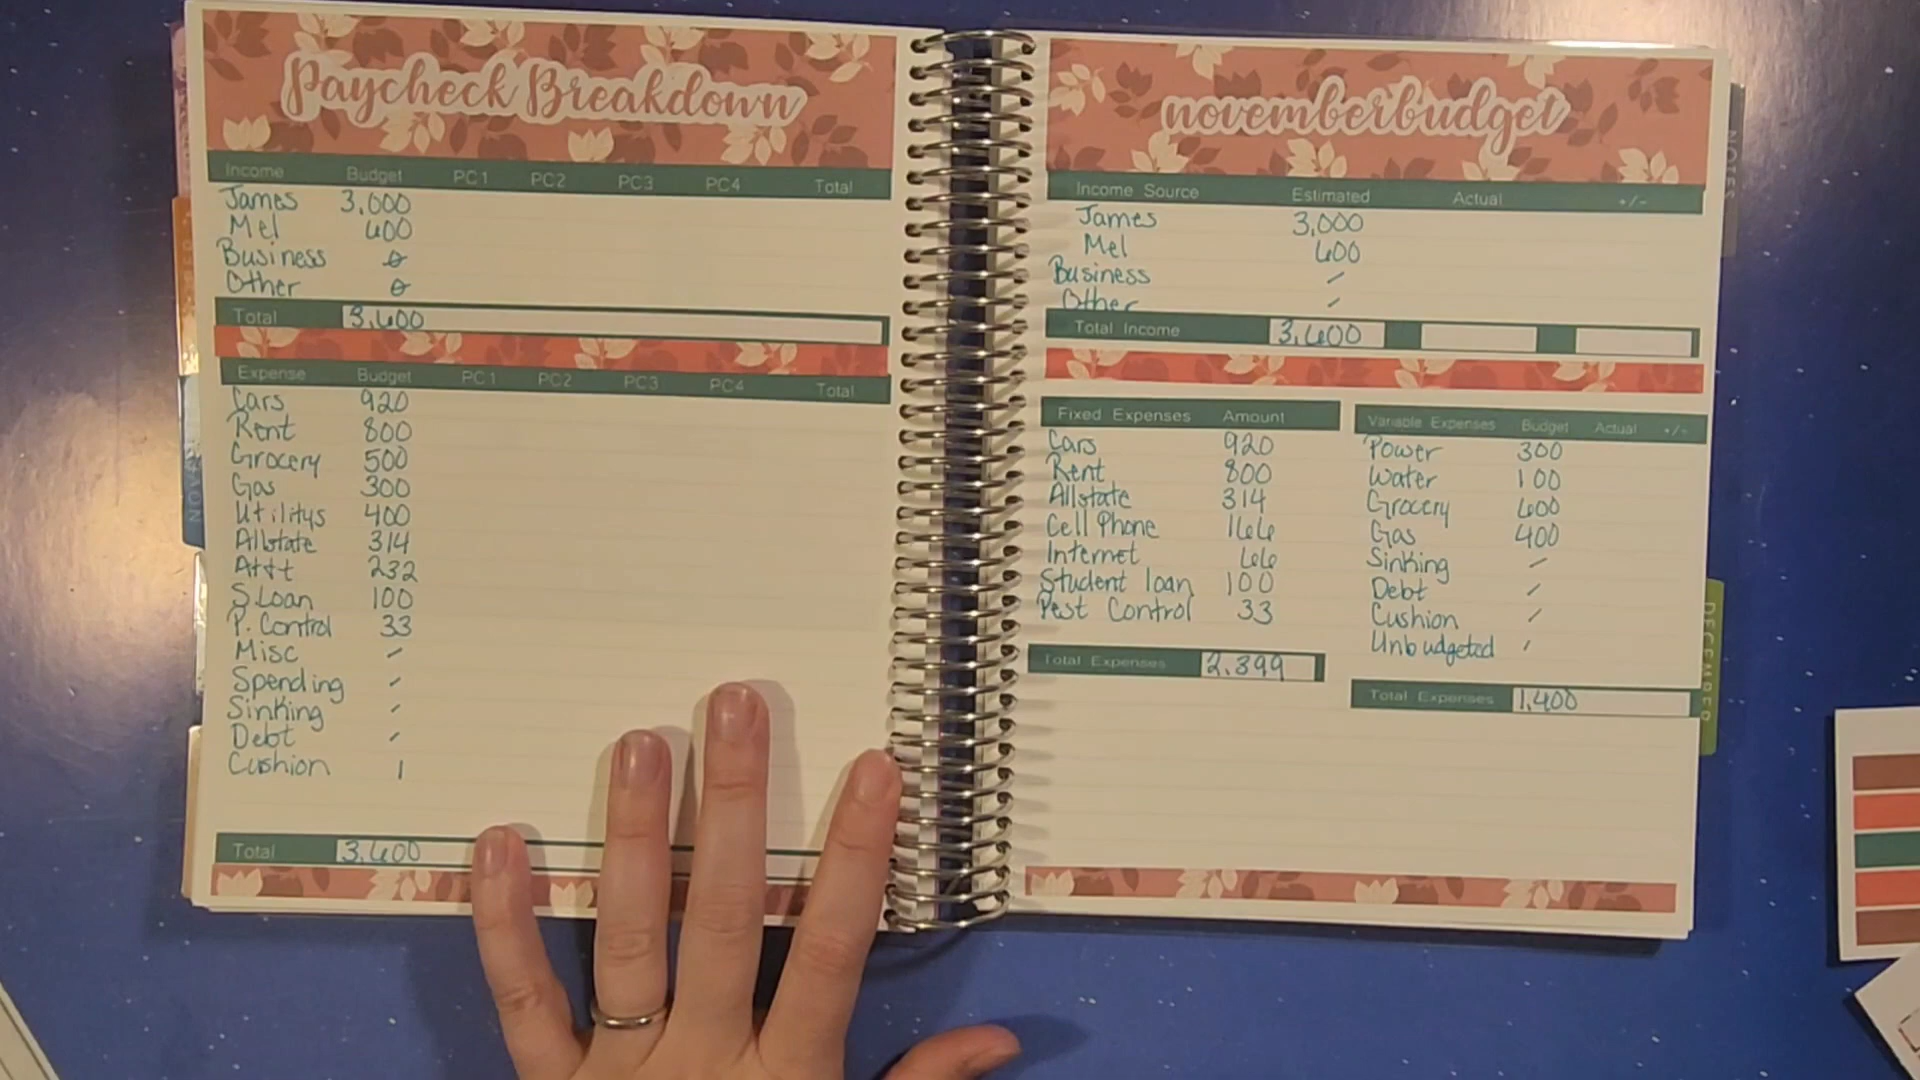 Paycheck Breakdown
Income Budget PC1 PC2 PC3 PC4 Total
James 3,000
Mel 600
Business 0
Other 0
Total 3,600
Expense Budget PC1 PC2 PC3 PC4 Total
Cars 920
Rent 800
Grocery 500
Gas 300
Utilitys 400
Allstate 314
At&t 232
S.Loan 100
P. Control 33
Misc -
Spending -
Sinking -
Debt -
Cushion 1
Total 3,600
novemberbudget
Income Source Estimated Actual +/-
James 3,000
Mel 600
Business -
Other -
Total Income 3,600
Fixed Expenses Amount
Cars 920
Rent 800
Allstate 314
Cell Phone 166
Internet 66
Student loan 100
Pest Control 33
Total Expenses 2,399
Variable Expenses Budget Actual +/-
Power 300
Water 100
Grocery 600
Gas 400
Sinking -
Debt -
Cushion -
Unbudgeted -
Total Expenses 1,400
NOTES
DECEMBER